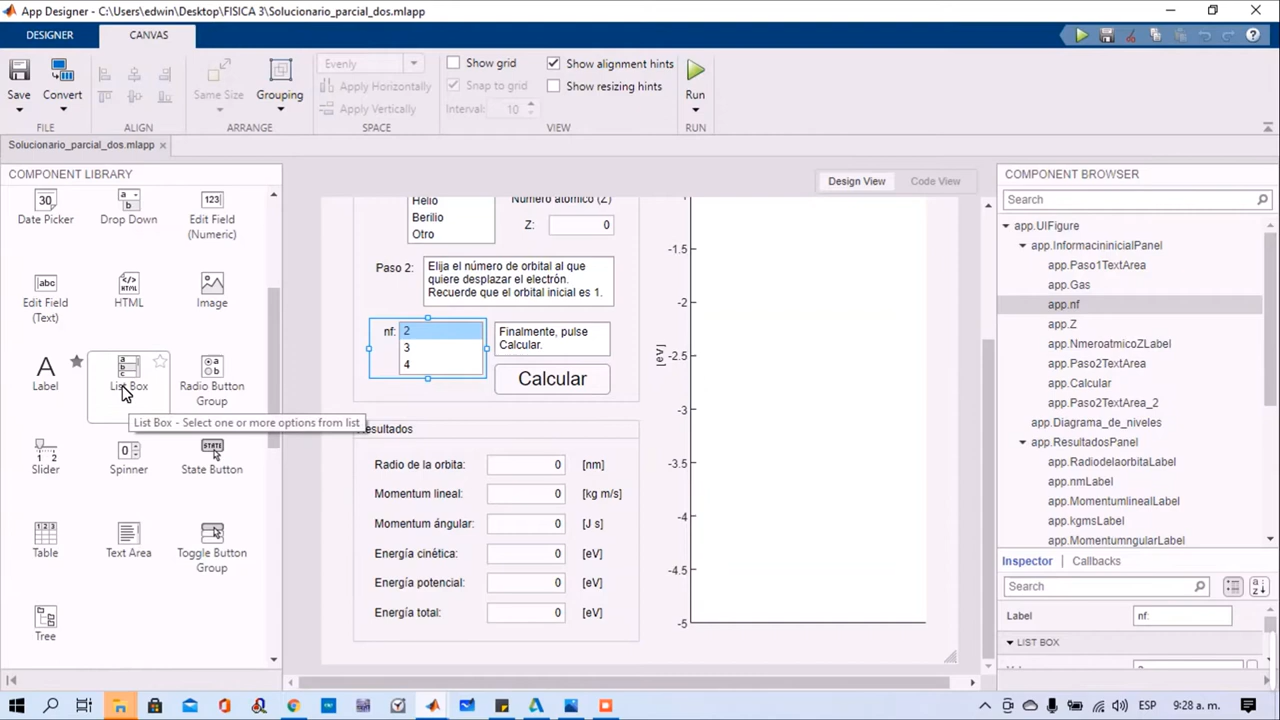 App Designer - C:\Users\edwin\Desktop\FISICA 3\Solucionario_parcial_dos.mlapp
DESIGNER
CANVAS
Save
Convert
FILE
ALIGN
Same Size
Grouping
ARRANGE
Evenly
Apply Horizontally
Apply Vertically
SPACE
Show grid
Snap to grid
Interval: 10
Show alignment hints
Show resizing hints
VIEW
Run
RUN
Solucionario_parcial_dos.mlapp
COMPONENT LIBRARY
Date Picker
Drop Down
Edit Field
(Numeric)
Edit Field
(Text)
HTML
Image
Label
List Box
Radio Button
Group
List Box - Select one or more options from list
Slider
Spinner
State Button
Table
Text Area
Toggle Button
Group
Tree
Design View
Code View
Helio
Berilio
Otro
Número atómico (Z)
Z: 0
Paso 2:
Elija el número de orbital al que
quiere desplazar el electrón.
Recuerde que el orbital inicial es 1.
nf:
2
3
4
Finalmente, pulse
Calcular.
Calcular
Resultados
Radio de la orbita: 0 [nm]
Momentum lineal: 0 [kg m/s]
Momentum ángular: 0 [J s]
Energía cinética: 0 [eV]
Energía potencial: 0 [eV]
Energía total: 0 [eV]
-1.5
-2
-2.5
-3
-3.5
-4
-4.5
-5
[eV]
COMPONENT BROWSER
Search
app.UIFigure
app.InformacininicialPanel
app.Paso1TextArea
app.Gas
app.nf
app.Z
app.NmeroatmicoZLabel
app.Paso2TextArea
app.Calcular
app.Paso2TextArea_2
app.Diagrama_de_niveles
app.ResultadosPanel
app.RadiodelaorbitaLabel
app.nmLabel
app.MomentumlinealLabel
app.kgmsLabel
app.MomentumngularLabel
Inspector
Callbacks
Search
Label
nf:
LIST BOX
ESP
9:28 a. m.